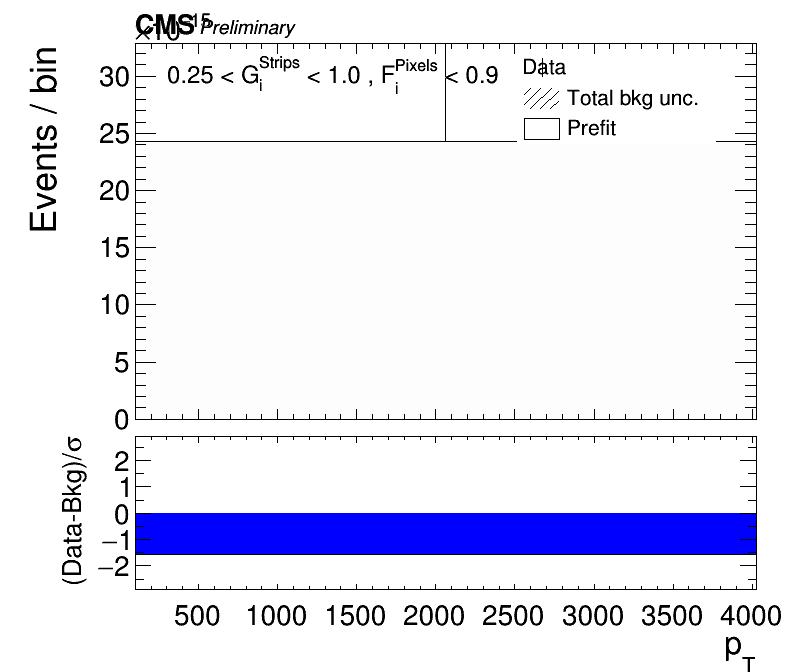 CMS Preliminary
×10^15
Events / bin
0.25 < G_i^Strips < 1.0 , F_i^Pixels < 0.9
Data
Total bkg unc.
Prefit
30
25
20
15
10
5
0
(Data-Bkg)/σ
2
1
0
−1
−2
500 1000 1500 2000 2500 3000 3500 4000
p_T